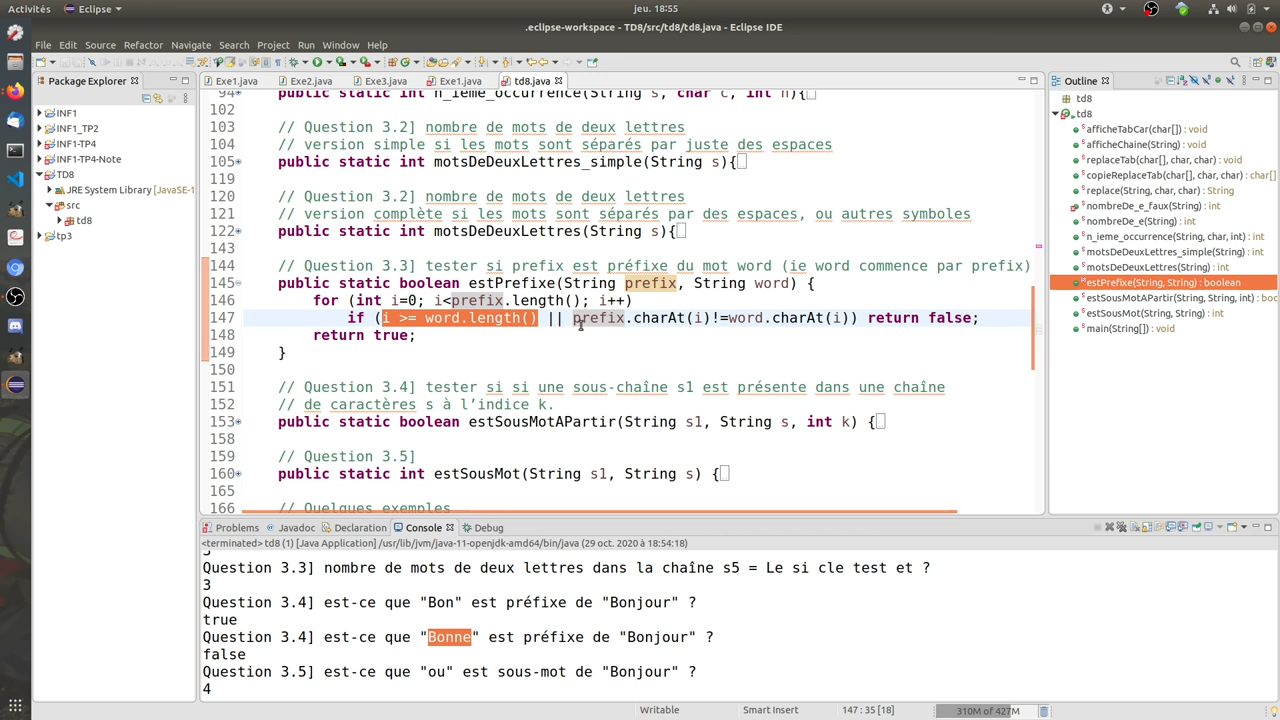 Activités
Eclipse
jeu. 18:55
.eclipse-workspace - TD8/src/td8/td8.java - Eclipse IDE
File Edit Source Refactor Navigate Search Project Run Window Help
Package Explorer
INF1
INF1_TP2
INF1-TP4
INF1-TP4-Note
TD8
JRE System Library [JavaSE-1
src
td8
tp3
Exe1.java Exe2.java Exe3.java Exe1.java td8.java
94 public static int n_ieme_occurrence(String s, char c, int n){
102
103 // Question 3.2] nombre de mots de deux lettres
104 // version simple si les mots sont séparés par juste des espaces
105 public static int motsDeDeuxLettres_simple(String s){
119
120 // Question 3.2] nombre de mots de deux lettres
121 // version complète si les mots sont séparés par des espaces, ou autres symboles
122 public static int motsDeDeuxLettres(String s){
143
144 // Question 3.3] tester si prefix est préfixe du mot word (ie word commence par prefix)
145 public static boolean estPrefixe(String prefix, String word) {
146 for (int i=0; i<prefix.length(); i++)
147 if (i >= word.length() || prefix.charAt(i)!=word.charAt(i)) return false;
148 return true;
149 }
150
151 // Question 3.4] tester si si une sous-chaîne s1 est présente dans une chaîne
152 // de caractères s à l’indice k.
153 public static boolean estSousMotAPartir(String s1, String s, int k) {
158
159 // Question 3.5]
160 public static int estSousMot(String s1, String s) {
165
166 // Quelques exemples
Outline
td8
td8
afficheTabCar(char[]) : void
afficheChaine(String) : void
replaceTab(char[], char, char) : void
copieReplaceTab(char[], char, char) : char[]
replace(String, char, char) : String
nombreDe_e_faux(String) : int
nombreDe_e(String) : int
n_ieme_occurrence(String, char, int) : int
motsDeDeuxLettres_simple(String) : int
motsDeDeuxLettres(String) : int
estPrefixe(String, String) : boolean
estSousMotAPartir(String, String, int) : boo
estSousMot(String, String) : int
main(String[]) : void
Problems Javadoc Declaration Console Debug
<terminated> td8 (1) [Java Application] /usr/lib/jvm/java-11-openjdk-amd64/bin/java (29 oct. 2020 à 18:54:18)
3
Question 3.3] nombre de mots de deux lettres dans la chaîne s5 = Le si cle test et ?
3
Question 3.4] est-ce que "Bon" est préfixe de "Bonjour" ?
true
Question 3.4] est-ce que "Bonne" est préfixe de "Bonjour" ?
false
Question 3.5] est-ce que "ou" est sous-mot de "Bonjour" ?
4
Writable
Smart Insert
147 : 35 [18]
310M of 427M